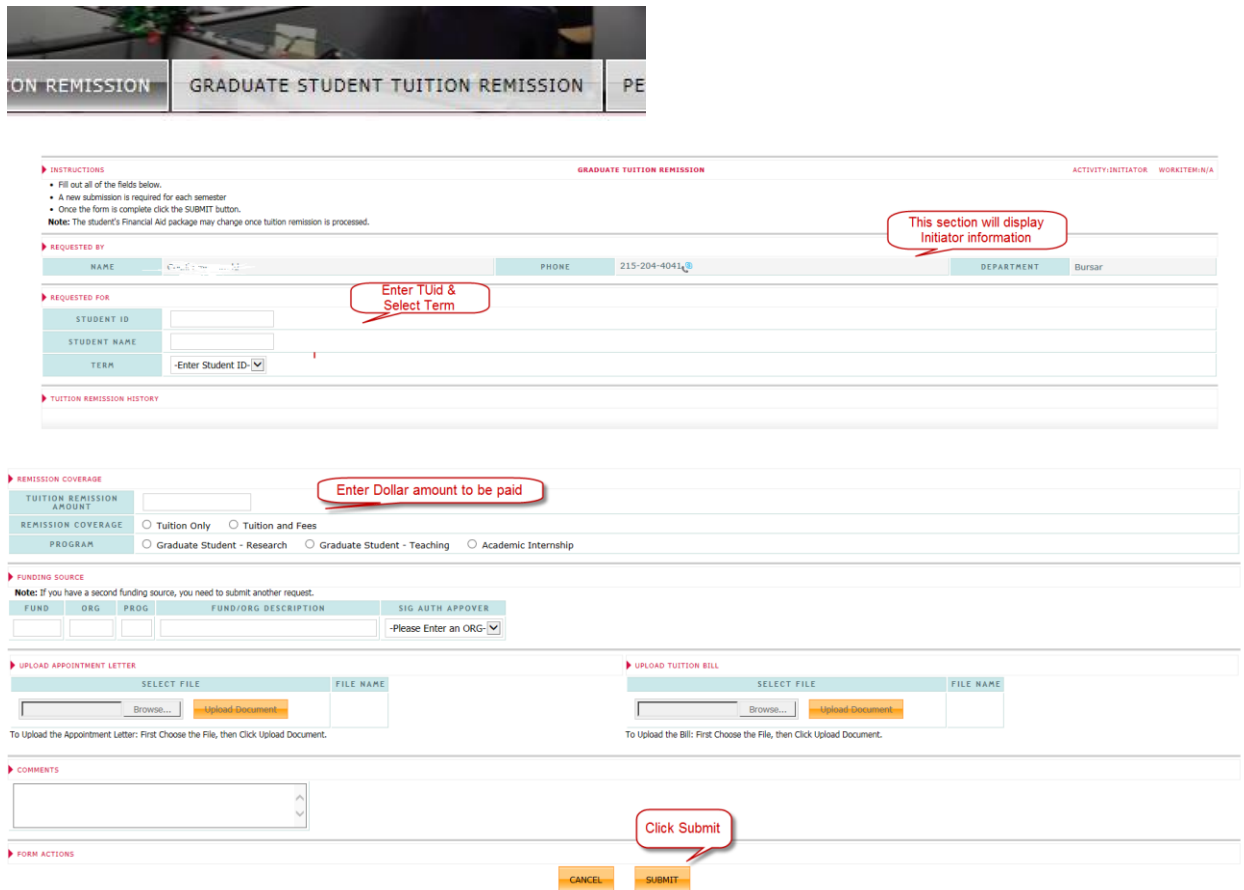 ION REMISSION GRADUATE STUDENT TUITION REMISSION PE
INSTRUCTIONS GRADUATE TUITION REMISSION ACTIVITY:INITIATOR WORKITEM:N/A
• Fill out all of the fields below.
• A new submission is required for each semester
• Once the form is complete click the SUBMIT button.
Note: The student's Financial Aid package may change once tuition remission is processed.
This section will display
Initiator information
REQUESTED BY
NAME PHONE 215-204-4041 DEPARTMENT Bursar
Enter TUid &
Select Term
REQUESTED FOR
STUDENT ID
STUDENT NAME
TERM -Enter Student ID-
TUITION REMISSION HISTORY
REMISSION COVERAGE
TUITION REMISSION
AMOUNT
Enter Dollar amount to be paid
REMISSION COVERAGE Tuition Only Tuition and Fees
PROGRAM Graduate Student - Research Graduate Student - Teaching Academic Internship
FUNDING SOURCE
Note: If you have a second funding source, you need to submit another request.
FUND ORG PROG FUND/ORG DESCRIPTION SIG AUTH APPOVER
-Please Enter an ORG-
UPLOAD APPOINTMENT LETTER UPLOAD TUITION BILL
SELECT FILE FILE NAME SELECT FILE FILE NAME
Browse... Upload Document Browse... Upload Document
To Upload the Appointment Letter: First Choose the File, then Click Upload Document. To Upload the Bill: First Choose the File, then Click Upload Document.
COMMENTS
Click Submit
FORM ACTIONS
CANCEL SUBMIT